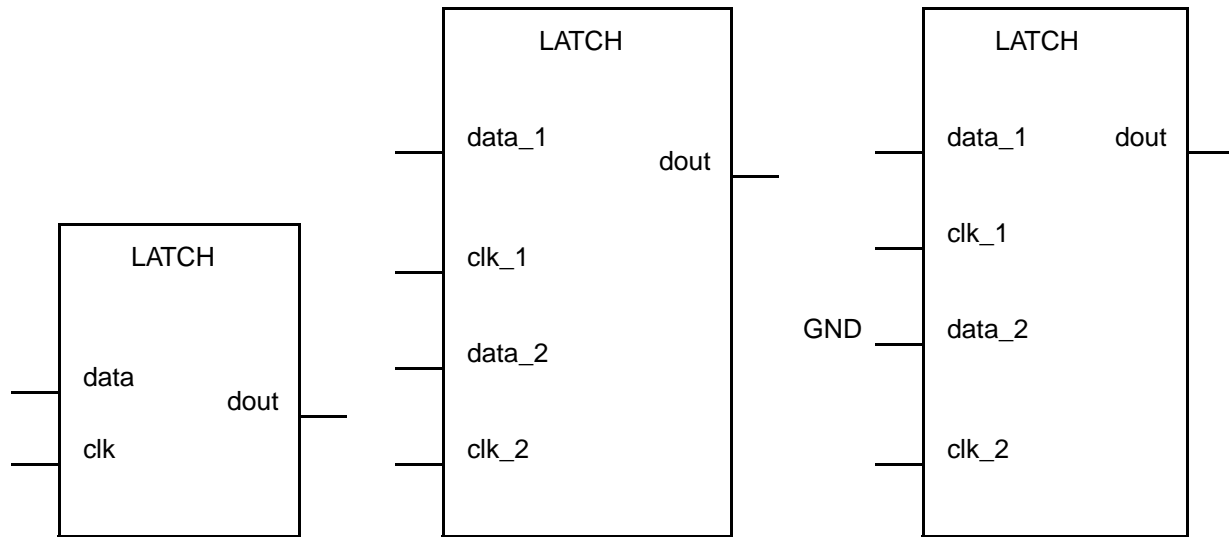 LATCH
data
dout
clk
LATCH
data_1
dout
clk_1
data_2
clk_2
LATCH
data_1
dout
clk_1
GND
data_2
clk_2